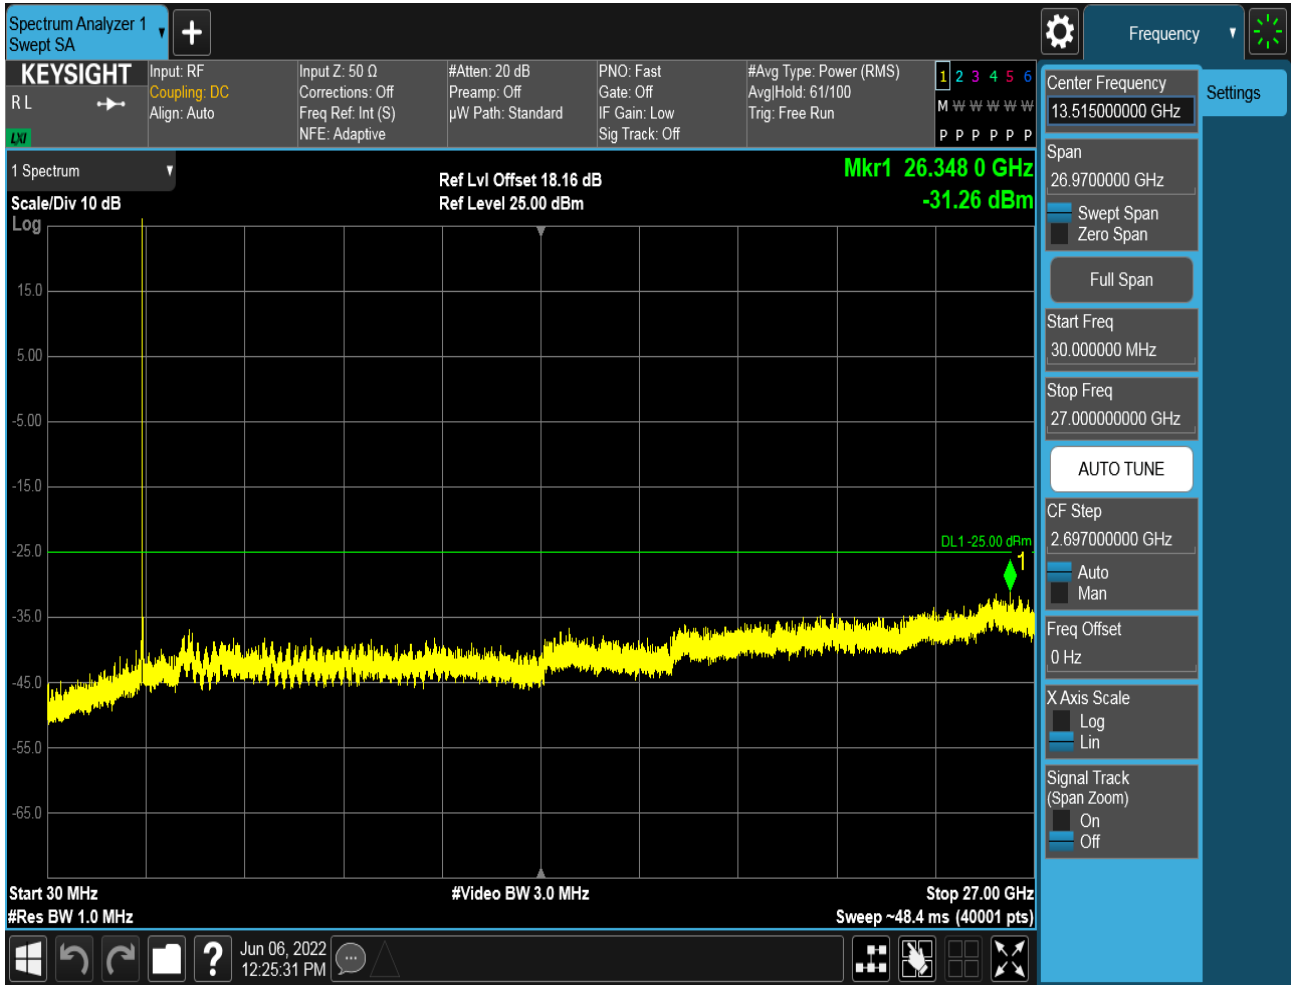 Spectrum Analyzer 1
Swept SA
Frequency
KEYSIGHT
R L
LXI
Input: RF
Coupling: DC
Align: Auto
Input Z: 50 Ω
Corrections: Off
Freq Ref: Int (S)
NFE: Adaptive
#Atten: 20 dB
Preamp: Off
µW Path: Standard
PNO: Fast
Gate: Off
IF Gain: Low
Sig Track: Off
#Avg Type: Power (RMS)
Avg|Hold: 61/100
Trig: Free Run
1 2 3 4 5 6
M W W W W W
P P P P P P
1 Spectrum
Scale/Div 10 dB
Log
Ref Lvl Offset 18.16 dB
Ref Level 25.00 dBm
Mkr1 26.348 0 GHz
-31.26 dBm
15.0
5.00
-5.00
-15.0
-25.0
-35.0
-45.0
-55.0
-65.0
DL1 -25.00 dBm
1
Start 30 MHz
#Res BW 1.0 MHz
#Video BW 3.0 MHz
Stop 27.00 GHz
Sweep ~48.4 ms (40001 pts)
Center Frequency
13.515000000 GHz
Span
26.9700000 GHz
Swept Span
Zero Span
Full Span
Start Freq
30.000000 MHz
Stop Freq
27.000000000 GHz
AUTO TUNE
CF Step
2.697000000 GHz
Auto
Man
Freq Offset
0 Hz
X Axis Scale
Log
Lin
Signal Track
(Span Zoom)
On
Off
Settings
?
Jun 06, 2022
12:25:31 PM